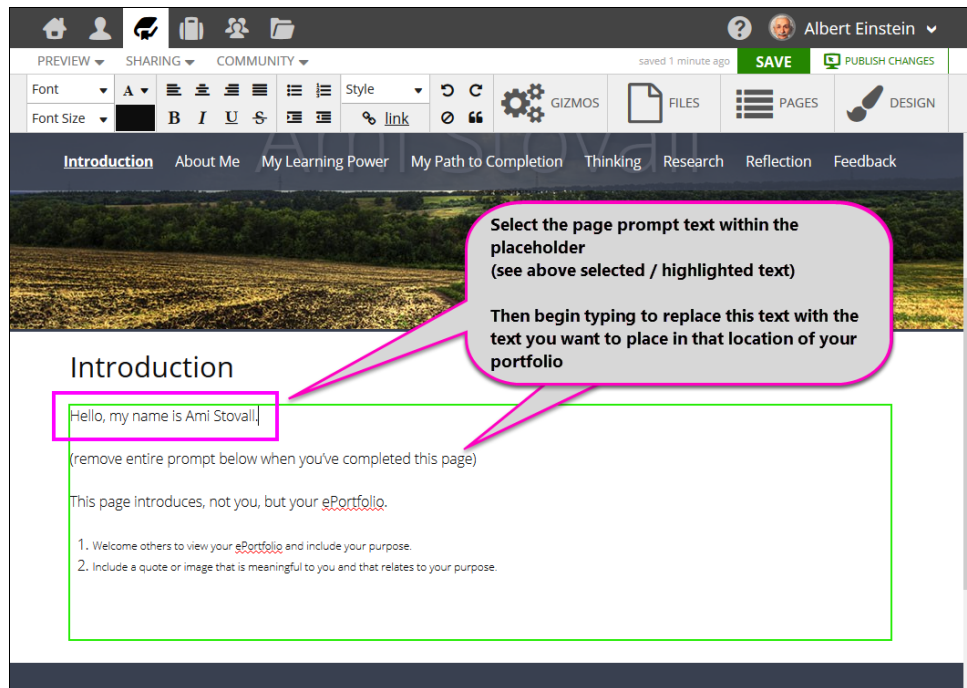 Albert Einstein
PREVIEW SHARING COMMUNITY saved 1 minute ago SAVE PUBLISH CHANGES
Font A Style GIZMOS FILES PAGES DESIGN
Font Size B I U S link
Ami Stovall
Introduction About Me My Learning Power My Path to Completion Thinking Research Reflection Feedback
Select the page prompt text within the
placeholder
(see above selected / highlighted text)
Then begin typing to replace this text with the
text you want to place in that location of your
portfolio
Introduction
Hello, my name is Ami Stovall.
(remove entire prompt below when you've completed this page)
This page introduces, not you, but your ePortfolio.
1. Welcome others to view your ePortfolio and include your purpose.
2. Include a quote or image that is meaningful to you and that relates to your purpose.